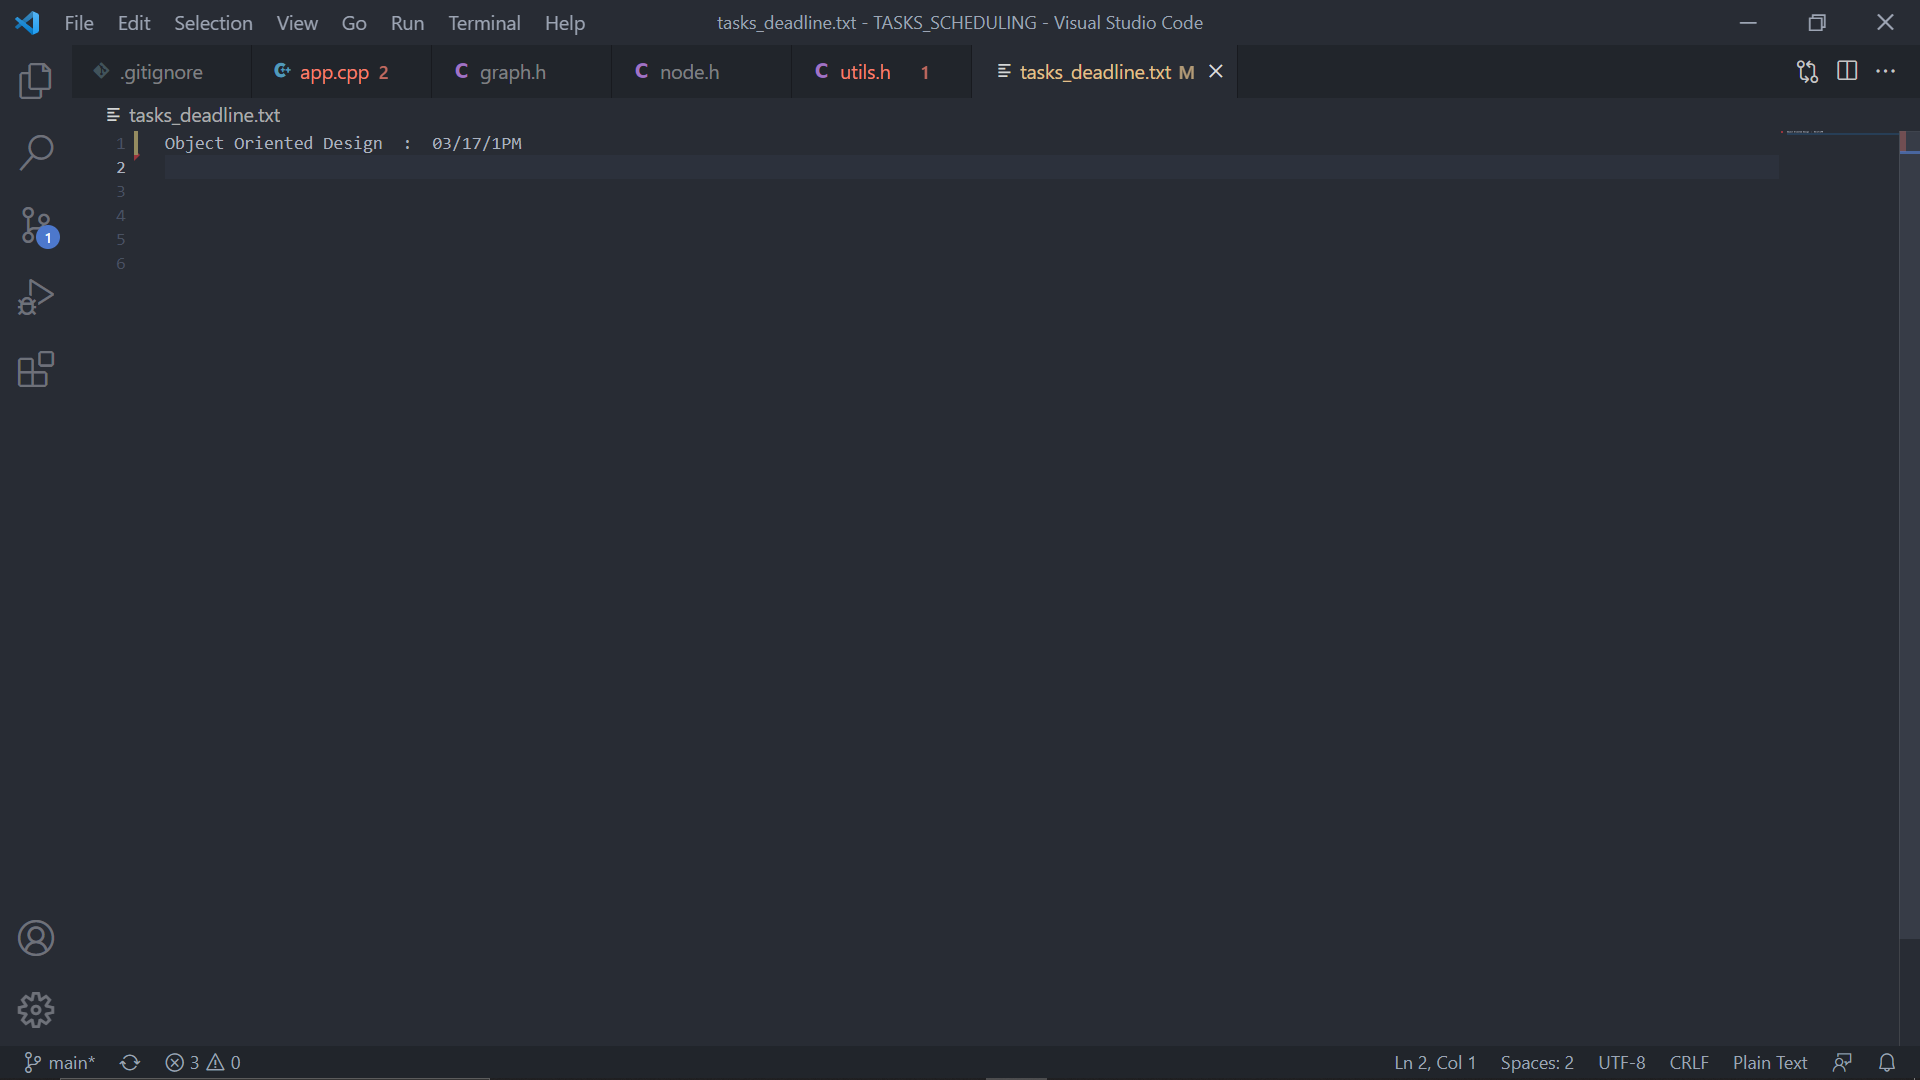 File Edit Selection View Go Run Terminal Help tasks_deadline.txt - TASKS_SCHEDULING - Visual Studio Code
.gitignore app.cpp 2 C graph.h C node.h C utils.h 1 tasks_deadline.txt M
tasks_deadline.txt
1 Object Oriented Design  :  03/17/1PM
2
3
4
5
6
1
main* 3 0 Ln 2, Col 1 Spaces: 2 UTF-8 CRLF Plain Text